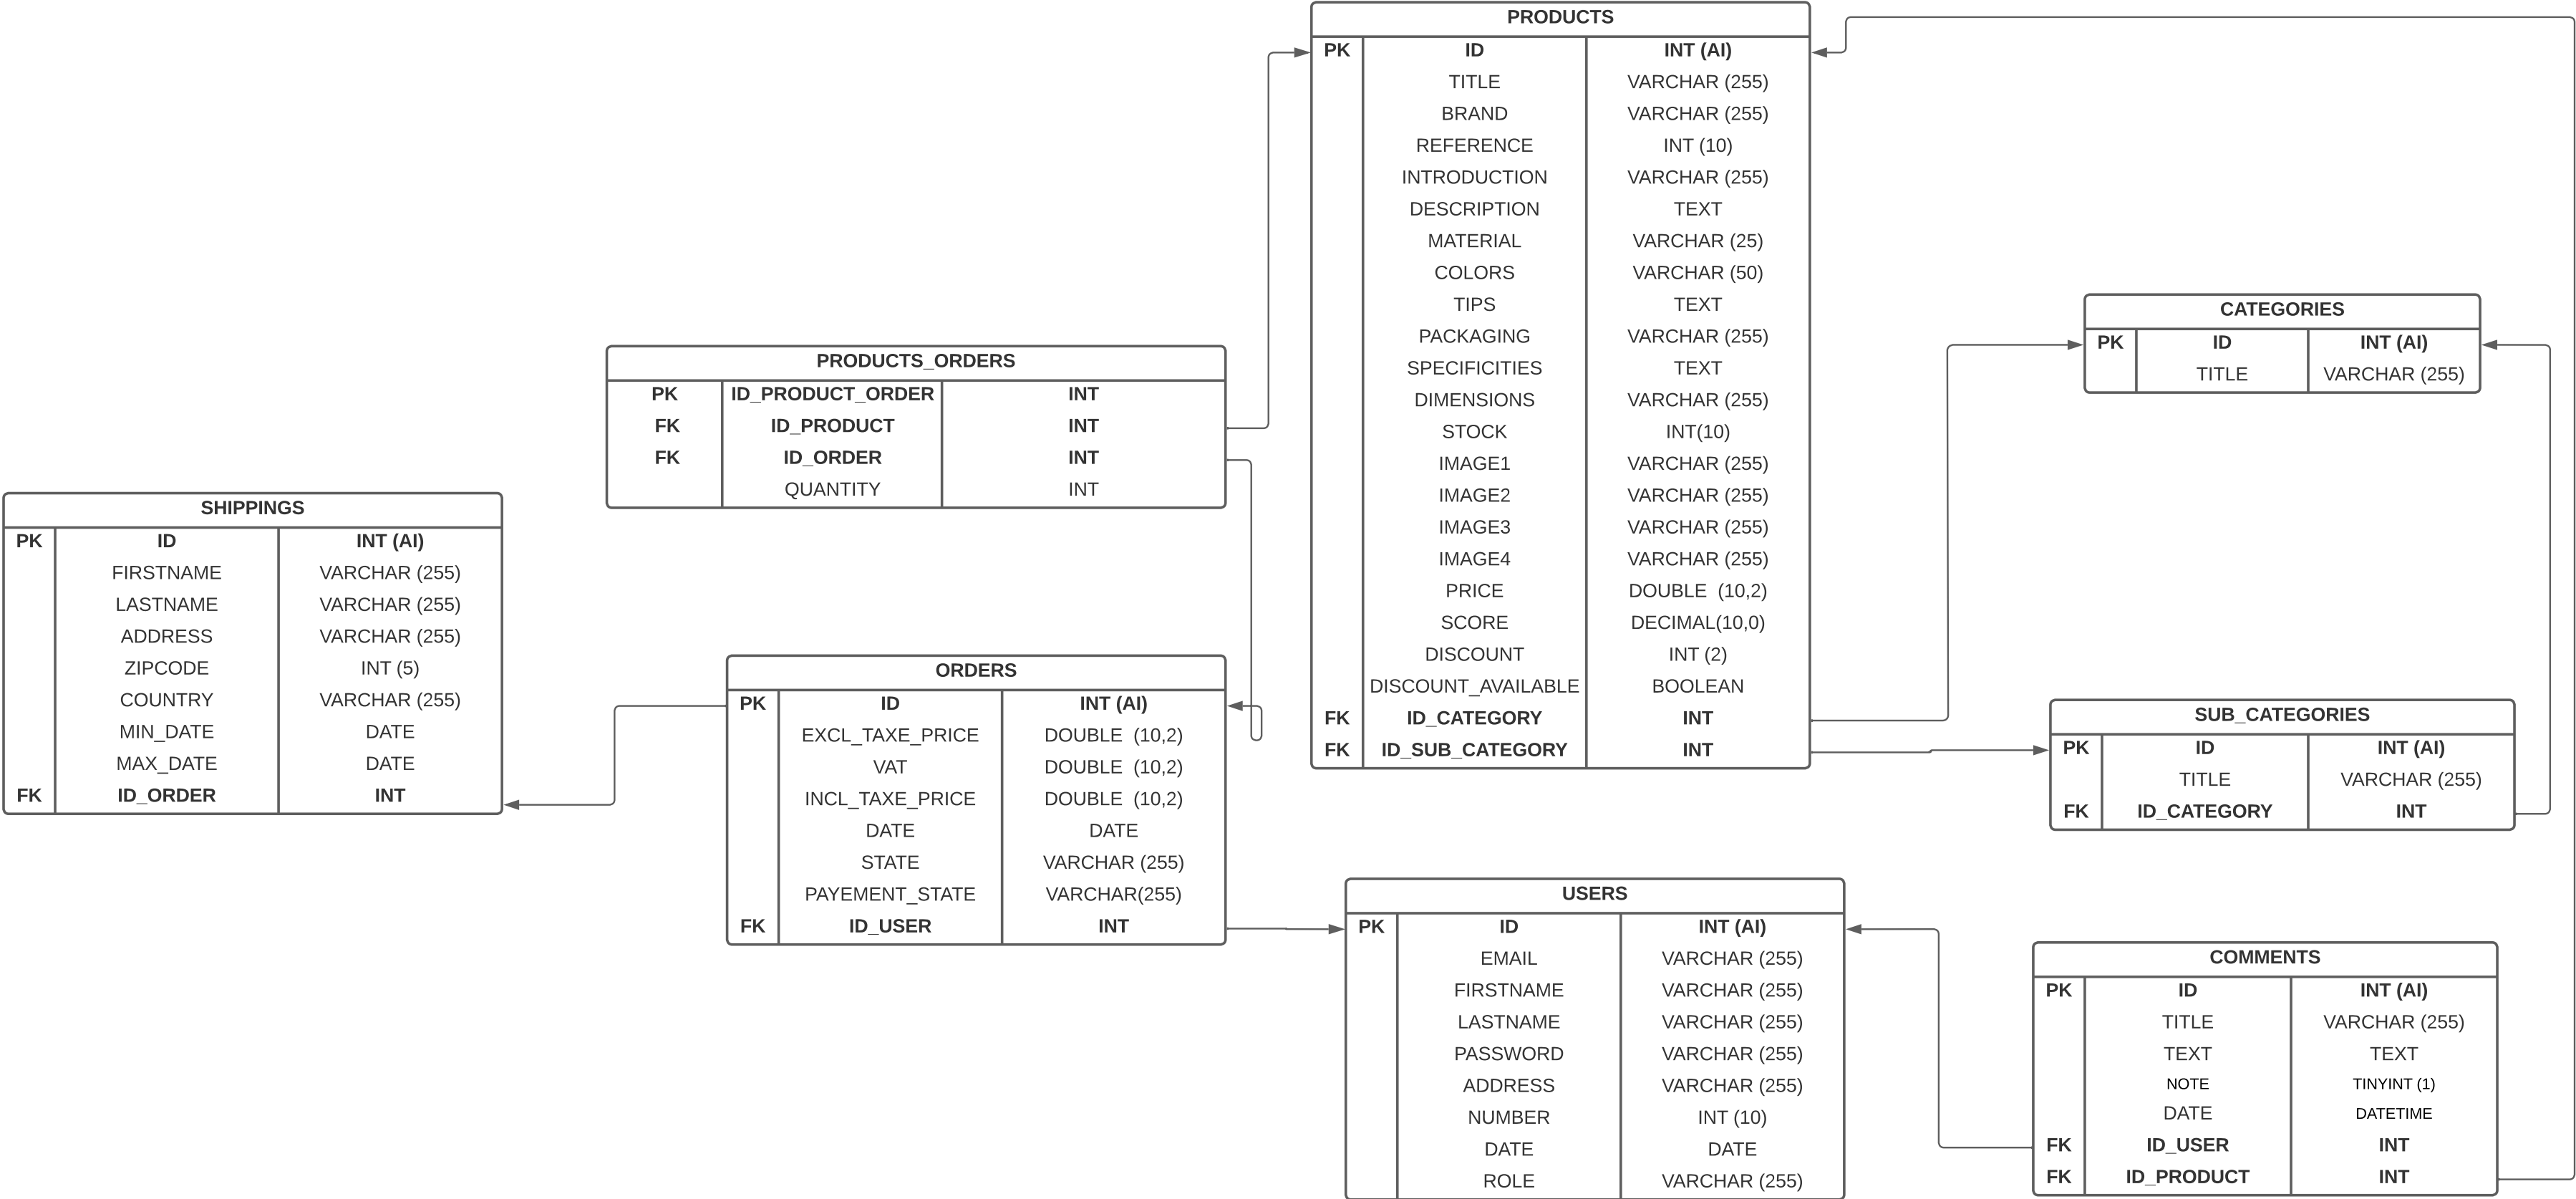 PRODUCTS
PK ID INT (AI)
TITLE VARCHAR (255)
BRAND VARCHAR (255)
REFERENCE INT (10)
INTRODUCTION VARCHAR (255)
DESCRIPTION TEXT
MATERIAL VARCHAR (25)
COLORS VARCHAR (50)
TIPS TEXT
PACKAGING VARCHAR (255)
SPECIFICITIES TEXT
DIMENSIONS VARCHAR (255)
STOCK INT(10)
IMAGE1 VARCHAR (255)
IMAGE2 VARCHAR (255)
IMAGE3 VARCHAR (255)
IMAGE4 VARCHAR (255)
PRICE DOUBLE (10,2)
SCORE DECIMAL(10,0)
DISCOUNT INT (2)
DISCOUNT_AVAILABLE BOOLEAN
FK ID_CATEGORY INT
FK ID_SUB_CATEGORY INT
CATEGORIES
PK ID INT (AI)
TITLE VARCHAR (255)
PRODUCTS_ORDERS
PK ID_PRODUCT_ORDER INT
FK ID_PRODUCT INT
FK ID_ORDER INT
QUANTITY INT
SHIPPINGS
PK ID INT (AI)
FIRSTNAME VARCHAR (255)
LASTNAME VARCHAR (255)
ADDRESS VARCHAR (255)
ZIPCODE INT (5)
COUNTRY VARCHAR (255)
MIN_DATE DATE
MAX_DATE DATE
FK ID_ORDER INT
ORDERS
PK ID INT (AI)
EXCL_TAXE_PRICE DOUBLE (10,2)
VAT DOUBLE (10,2)
INCL_TAXE_PRICE DOUBLE (10,2)
DATE DATE
STATE VARCHAR (255)
PAYEMENT_STATE VARCHAR(255)
FK ID_USER INT
SUB_CATEGORIES
PK ID INT (AI)
TITLE VARCHAR (255)
FK ID_CATEGORY INT
USERS
PK ID INT (AI)
EMAIL VARCHAR (255)
FIRSTNAME VARCHAR (255)
LASTNAME VARCHAR (255)
PASSWORD VARCHAR (255)
ADDRESS VARCHAR (255)
NUMBER INT (10)
DATE DATE
ROLE VARCHAR (255)
COMMENTS
PK ID INT (AI)
TITLE VARCHAR (255)
TEXT TEXT
NOTE TINYINT (1)
DATE DATETIME
FK ID_USER INT
FK ID_PRODUCT INT